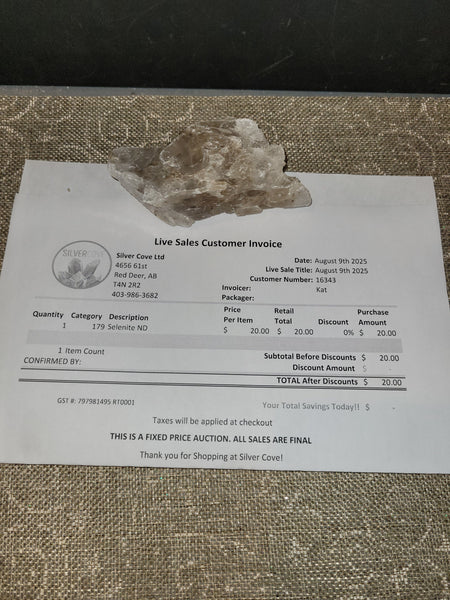 Live Sales Customer Invoice
SILVERCOVE
Silver Cove Ltd
4656 61st
Red Deer, AB
T4N 2R2
403-986-3682
Date: August 9th 2025
Live Sale Title: August 9th 2025
Customer Number: 16343
Invoicer: Kat
Packager:
Quantity Category Description Price Per Item Retail Total Discount Purchase Amount
1 179 Selenite ND $ 20.00 $ 20.00 0% $ 20.00
1 Item Count
Subtotal Before Discounts $ 20.00
CONFIRMED BY:
Discount Amount $ -
TOTAL After Discounts $ 20.00
GST #: 797981495 RT0001
Your Total Savings Today!! $ -
Taxes will be applied at checkout
THIS IS A FIXED PRICE AUCTION. ALL SALES ARE FINAL
Thank you for Shopping at Silver Cove!